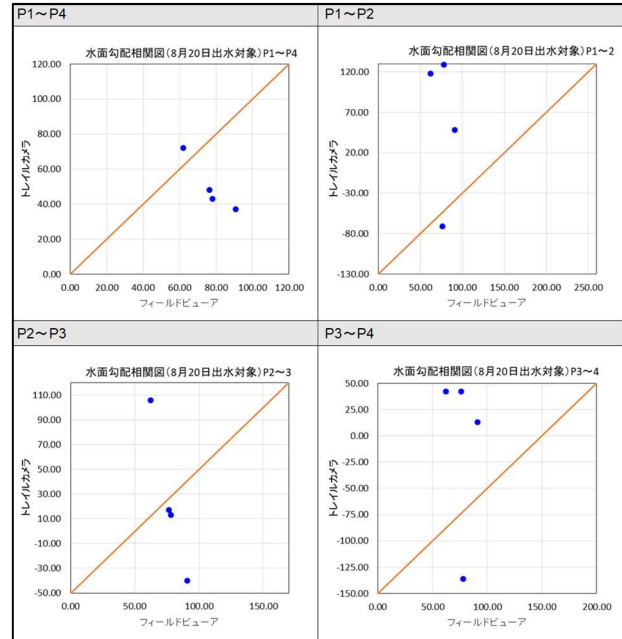 P1～P4
水面勾配相関図(8月20日出水対象)P1～P4
120.00
100.00
80.00
60.00
40.00
20.00
0.00
トレイルカメラ
0.00 20.00 40.00 60.00 80.00 100.00 120.00
フィールドビューア
P1～P2
水面勾配相関図(8月20日出水対象)P1～2
120.00
70.00
20.00
-30.00
-80.00
-130.00
トレイルカメラ
0.00 50.00 100.00 150.00 200.00 250.00
フィールドビューア
P2～P3
水面勾配相関図(8月20日出水対象)P2～3
110.00
90.00
70.00
50.00
30.00
10.00
-10.00
-30.00
-50.00
トレイルカメラ
0.00 50.00 100.00 150.00
フィールドビューア
P3～P4
水面勾配相関図(8月20日出水対象)P3～4
50.00
25.00
0.00
-25.00
-50.00
-75.00
-100.00
-125.00
-150.00
トレイルカメラ
0.00 50.00 100.00 150.00 200.00
フィールドビューア